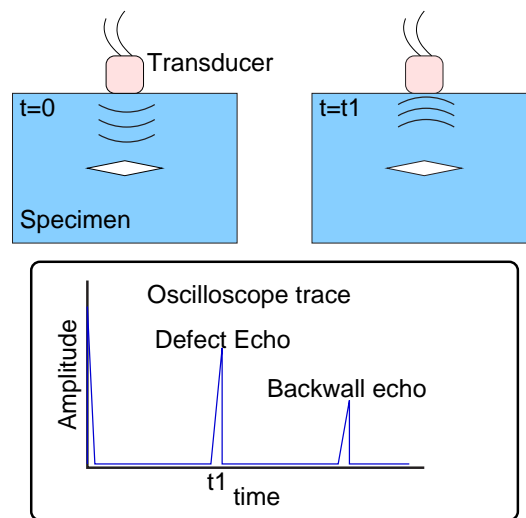 Transducer
t=0
t=t1
Specimen
Oscilloscope trace
Defect Echo
Backwall echo
Amplitude
t1
time